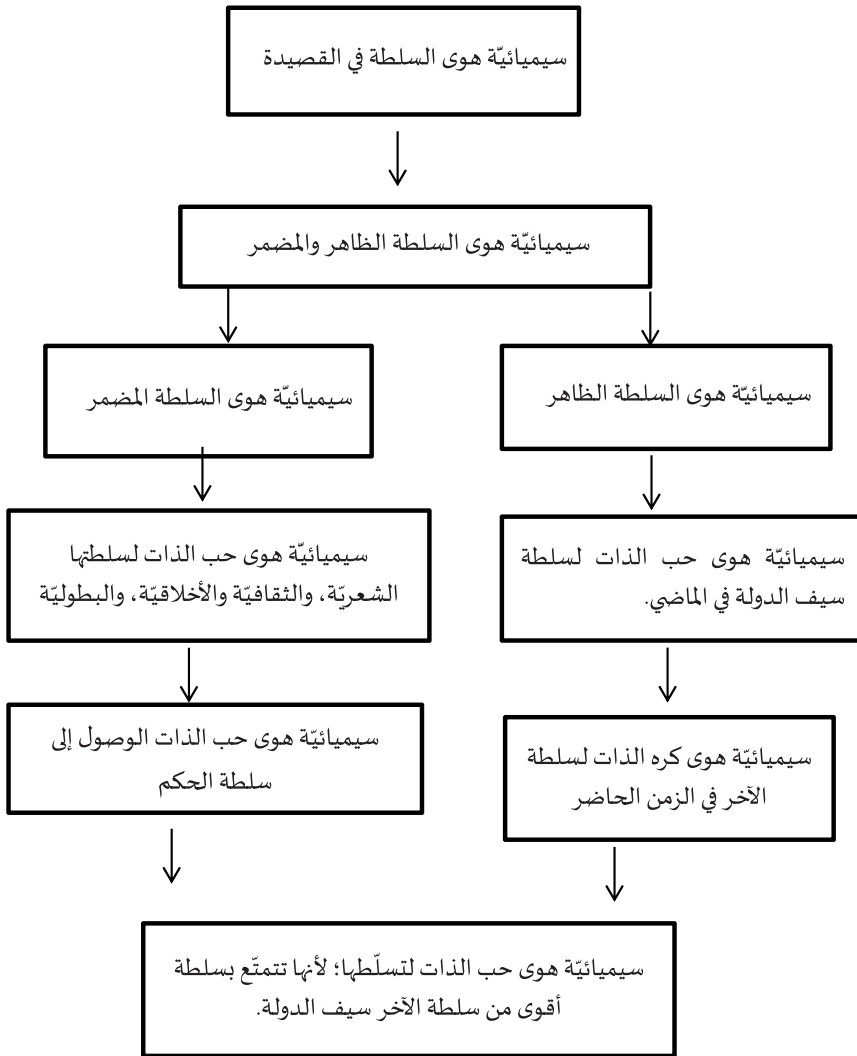 سيميائيّة هوى السلطة في القصيدة
سيميائيّة هوى السلطة الظاهر والمضمر
سيميائيّة هوى السلطة الظاهر
سيميائيّة هوى السلطة المضمر
سيميائيّة هوى حب الذات لسلطة
سيف الدولة في الماضي.
سيميائيّة هوى حب الذات لسلطتها
الشعريّة، والثقافيّة والأخلاقيّة، والبطوليّة
سيميائيّة هوى كره الذات لسلطة
الآخر في الزمن الحاضر
سيميائيّة هوى حب الذات الوصول إلى
سلطة الحكم
سيميائيّة هوى حب الذات لتسلّطها؛ لأنها تتمتّع بسلطة
أقوى من سلطة الآخر سيف الدولة.